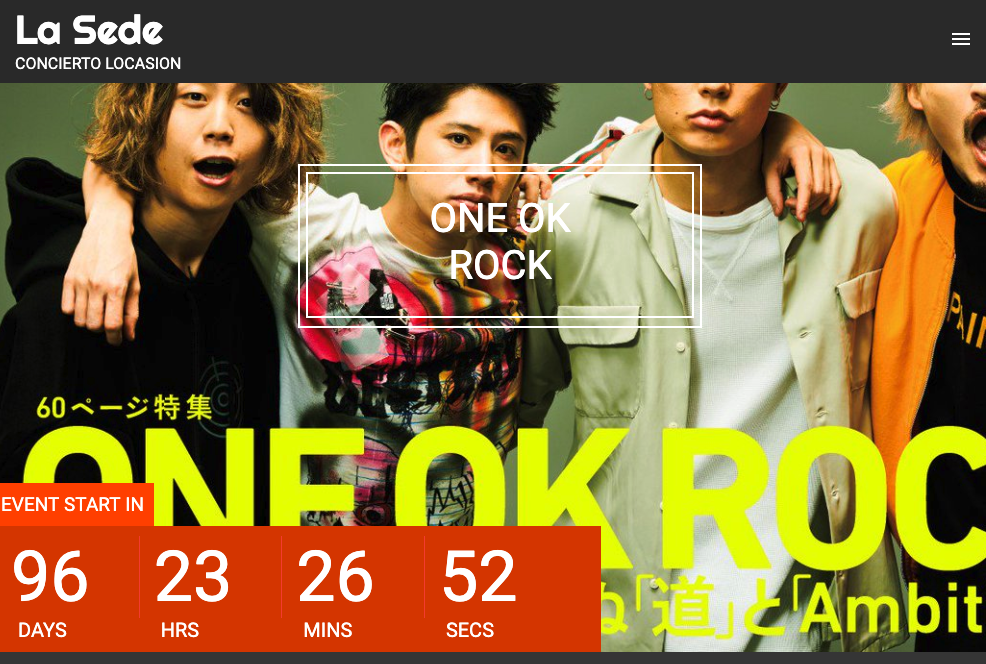 La Sede
CONCIERTO LOCASION
ONE OK
ROCK
60ページ特集
ONE OK ROC
EVENT START IN
96 23 26 52
DAYS HRS MINS SECS
「道」と「Ambit